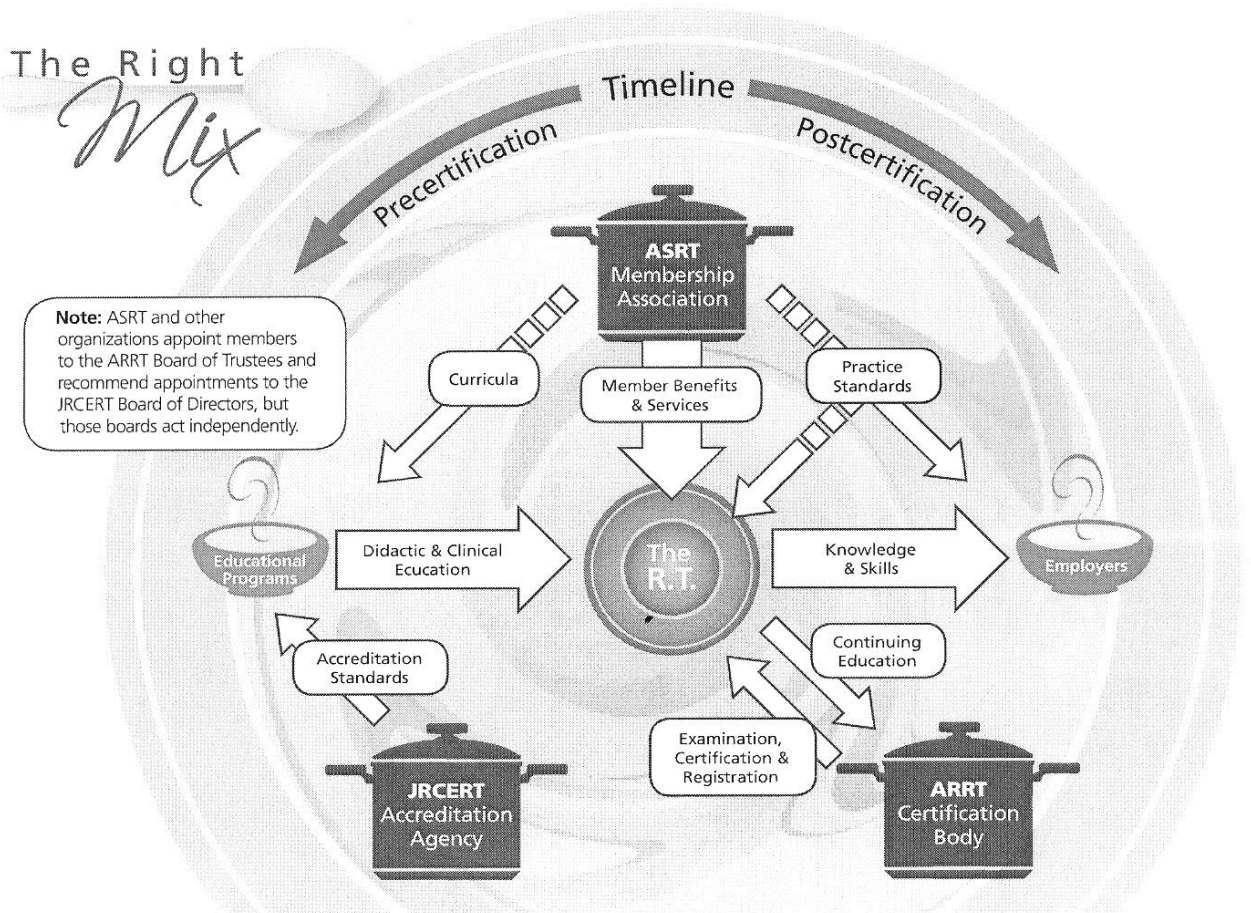 The Right
Mix
Timeline
Precertification
Postcertification
ASRT
Membership
Association
Note: ASRT and other
organizations appoint members
to the ARRT Board of Trustees and
recommend appointments to the
JRCERT Board of Directors, but
those boards act independently.
Curricula
Member Benefits
& Services
Practice
Standards
Educational
Programs
Didactic & Clinical
Ecucation
The
R.T.
Knowledge
& Skills
Employers
Accreditation
Standards
Continuing
Education
Examination,
Certification &
Registration
JRCERT
Accreditation
Agency
ARRT
Certification
Body